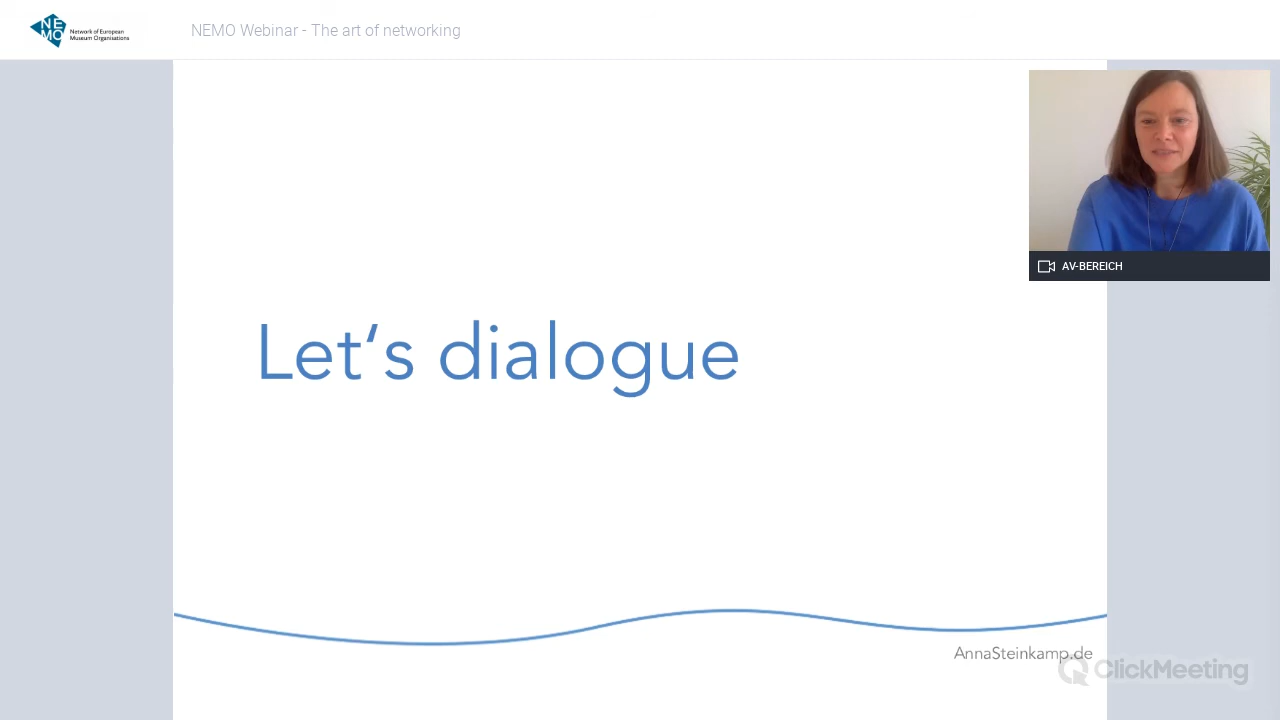 NE
MO
Network of European
Museum Organisations
NEMO Webinar - The art of networking
AV-BEREICH
Let‘s dialogue
AnnaSteinkamp.de
ClickMeeting